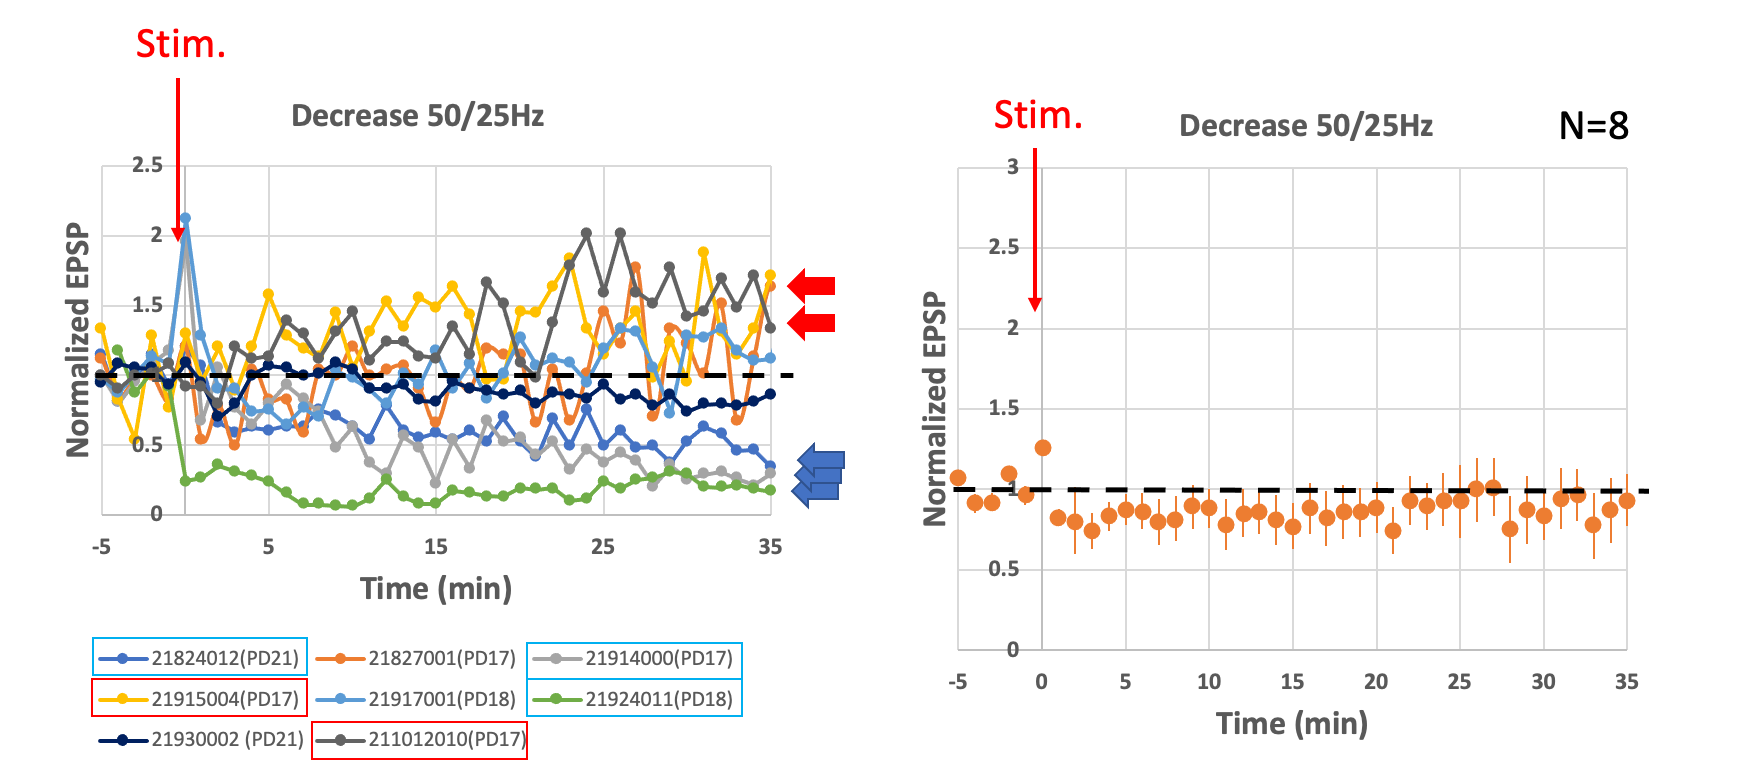 Stim.
Decrease 50/25Hz
2.5
2
1.5
1
0.5
0
-5
5
15
25
35
Normalized EPSP
Time (min)
21824012(PD21)
21827001(PD17)
21914000(PD17)
21915004(PD17)
21917001(PD18)
21924011(PD18)
21930002 (PD21)
211012010(PD17)
Stim.
Decrease 50/25Hz
N=8
3
2.5
2
1.5
1
0.5
0
-5
0
5
10
15
20
25
30
35
Normalized EPSP
Time (min)